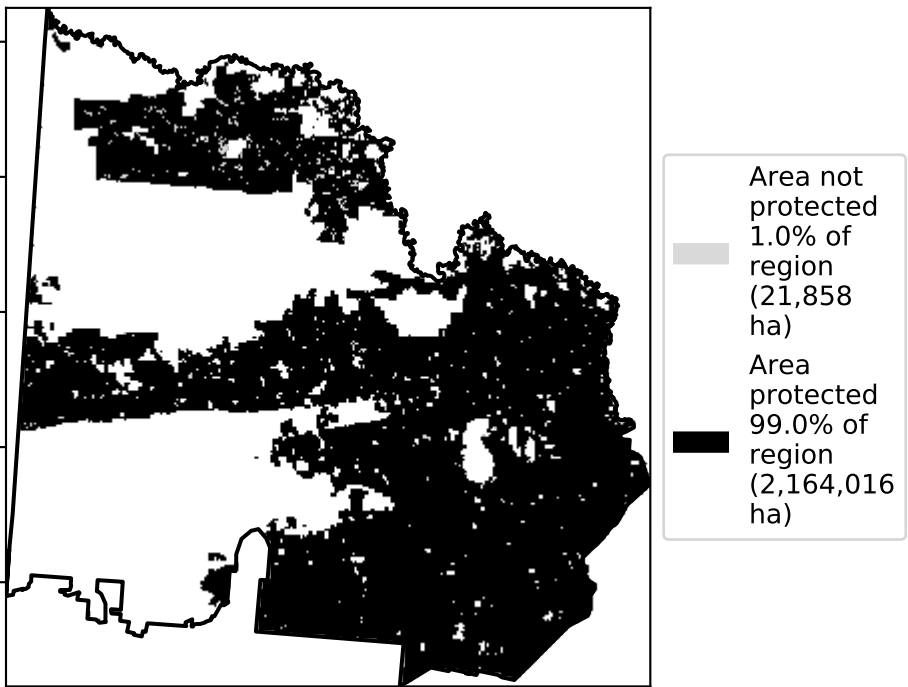 Area not
protected
1.0% of
region
(21,858
ha)
Area
protected
99.0% of
region
(2,164,016
ha)